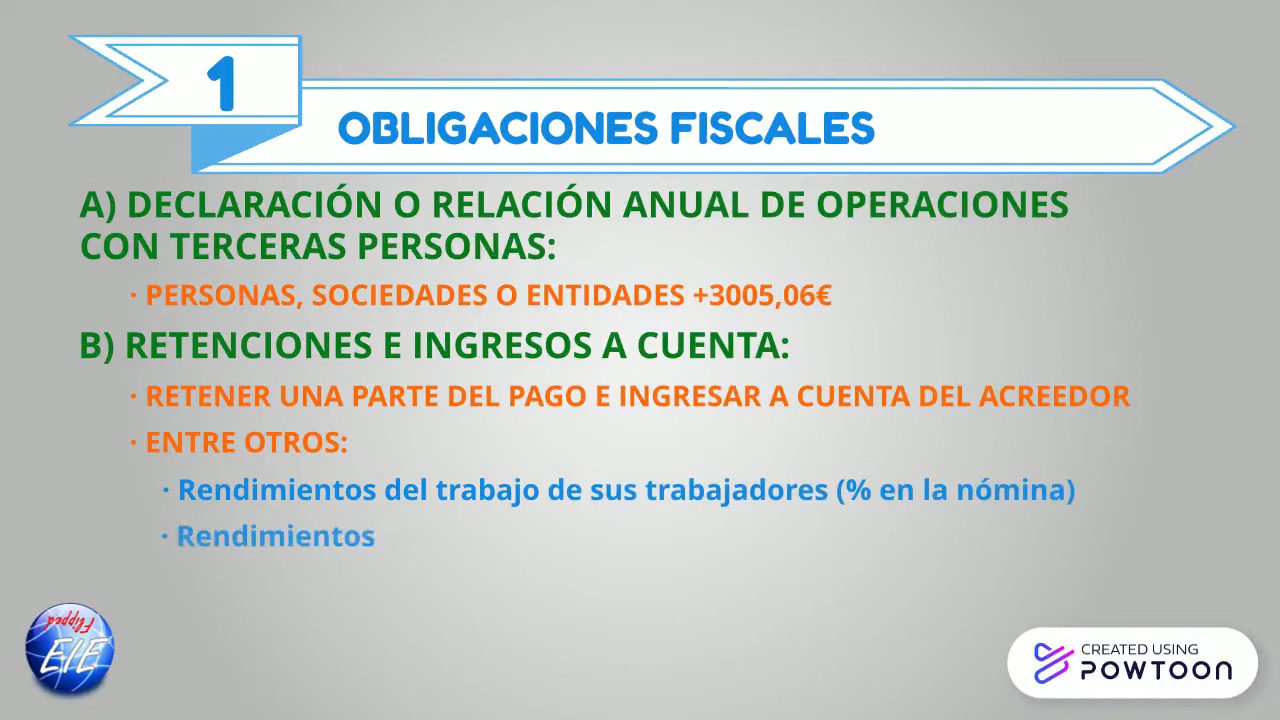 1
OBLIGACIONES FISCALES
A) DECLARACIÓN O RELACIÓN ANUAL DE OPERACIONES
CON TERCERAS PERSONAS:
· PERSONAS, SOCIEDADES O ENTIDADES +3005,06€
B) RETENCIONES E INGRESOS A CUENTA:
· RETENER UNA PARTE DEL PAGO E INGRESAR A CUENTA DEL ACREEDOR
· ENTRE OTROS:
· Rendimientos del trabajo de sus trabajadores (% en la nómina)
· Rendimientos
Flipped
EIE
CREATED USING
POWTOON